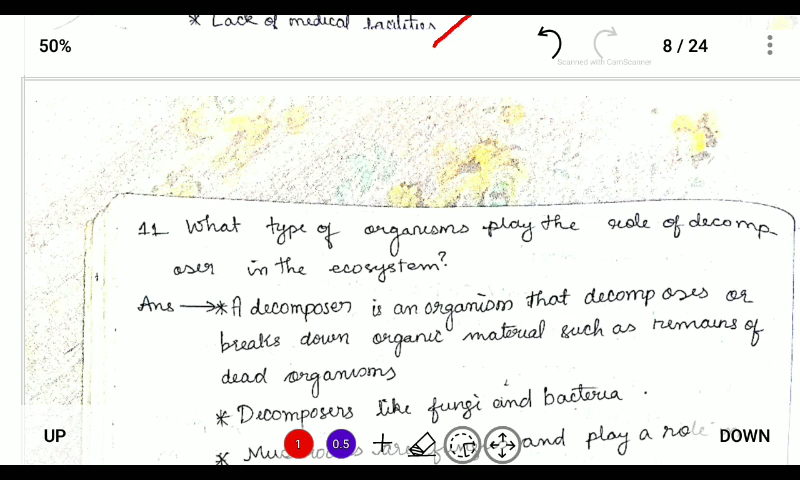 * Lack of medical facilities
50%
8 / 24
Scanned with CamScanner
11 What type of organisms play the role of decomp
oser in the ecosystem?
Ans → * A decomposer is an organism that decomposes or
breaks down organic material such as remains of
dead organisms
* Decomposers like fungi and bacteria .
UP
1
0.5
DOWN
* and play a role